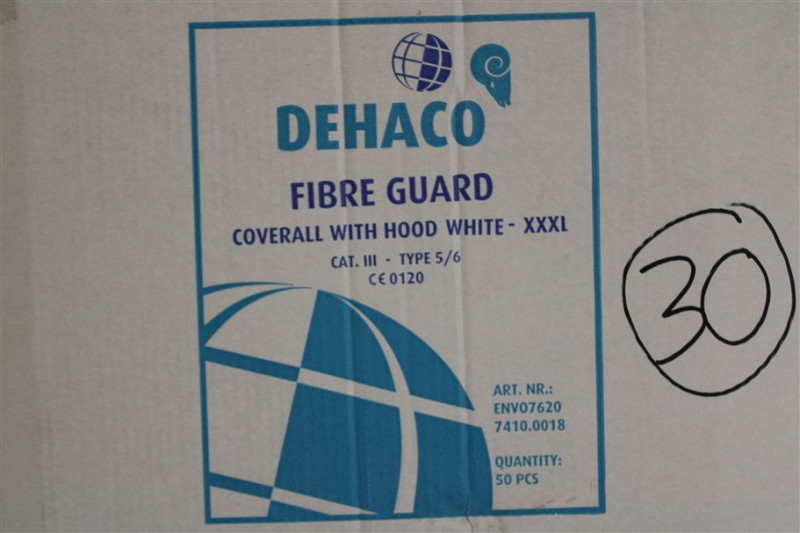 DEHACO
FIBRE GUARD
COVERALL WITH HOOD WHITE - XXXL
CAT. III - TYPE 5/6
CE 0120
30
ART. NR.:
ENV07620
7410.0018
QUANTITY:
50 PCS